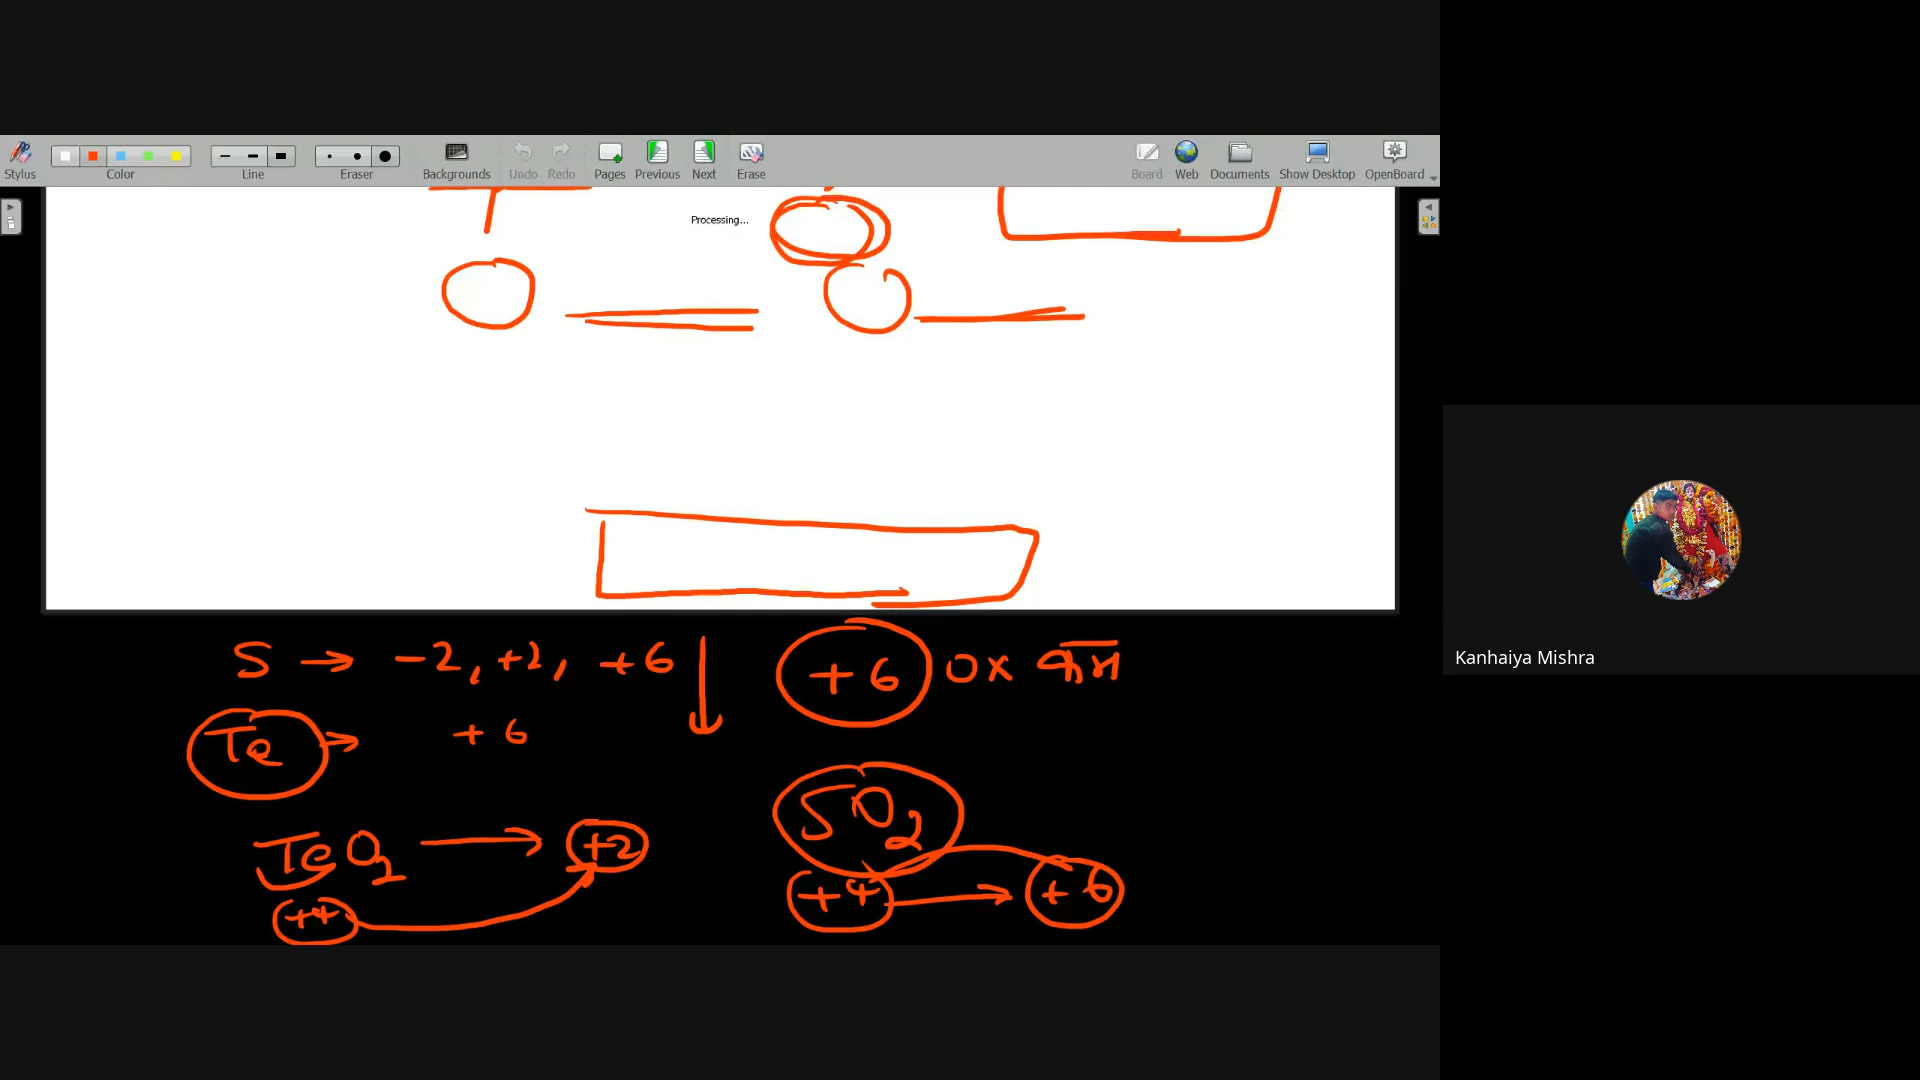 Stylus Color Line Eraser Backgrounds Undo Redo Pages Previous Next Erase Board Web Documents Show Desktop OpenBoard
Processing...
S → -2, +2, +6 ↓ +6 OX कम
Te → +6
TeO2 → +2 SO2
+4 +4 → +6
Kanhaiya Mishra